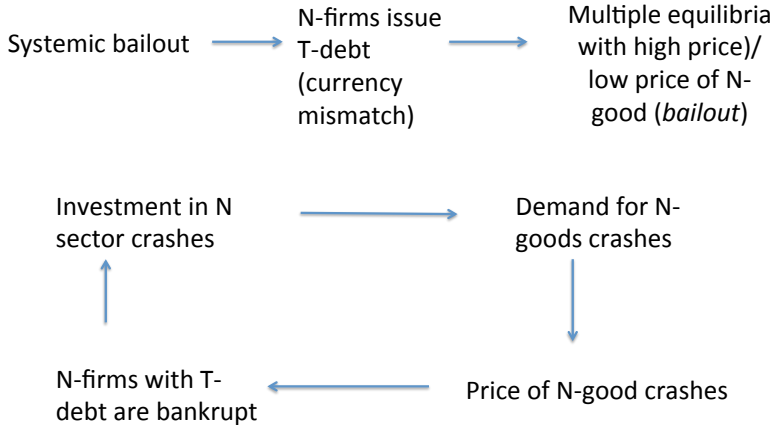 Systemic bailout
N-firms issue
T-debt
(currency
mismatch)
Multiple equilibria
with high price)/
low price of N-
good (bailout)
Investment in N
sector crashes
Demand for N-
goods crashes
N-firms with T-
debt are bankrupt
Price of N-good crashes